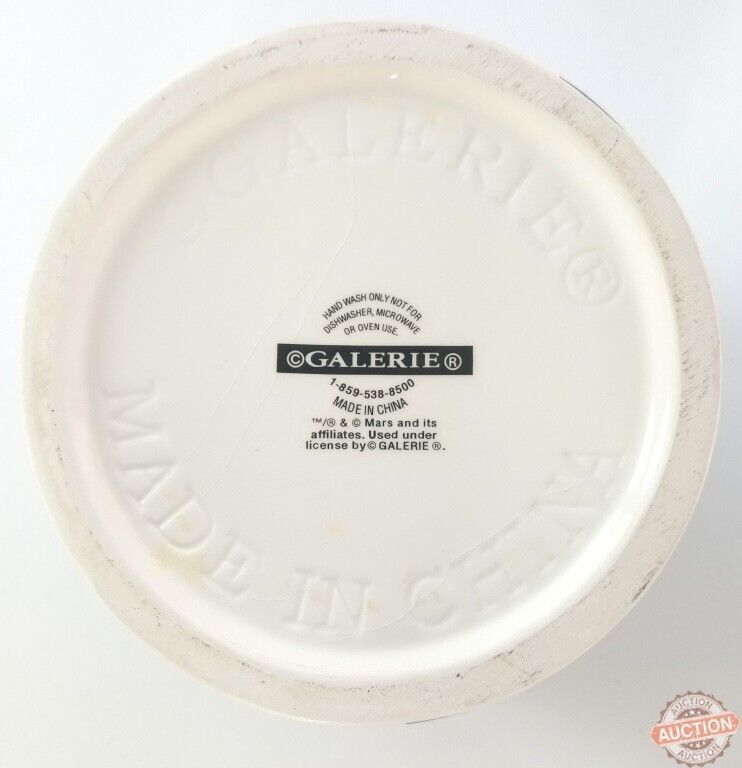 ©GALERIE®
HAND WASH ONLY NOT FOR
DISHWASHER, MICROWAVE
OR OVEN USE.
©GALERIE®
1-859-538-8500
MADE IN CHINA
™/® & © Mars and its
affiliates. Used under
license by©GALERIE ®.
MADE IN CHINA
AUCTION
AUCTION
AUCTION